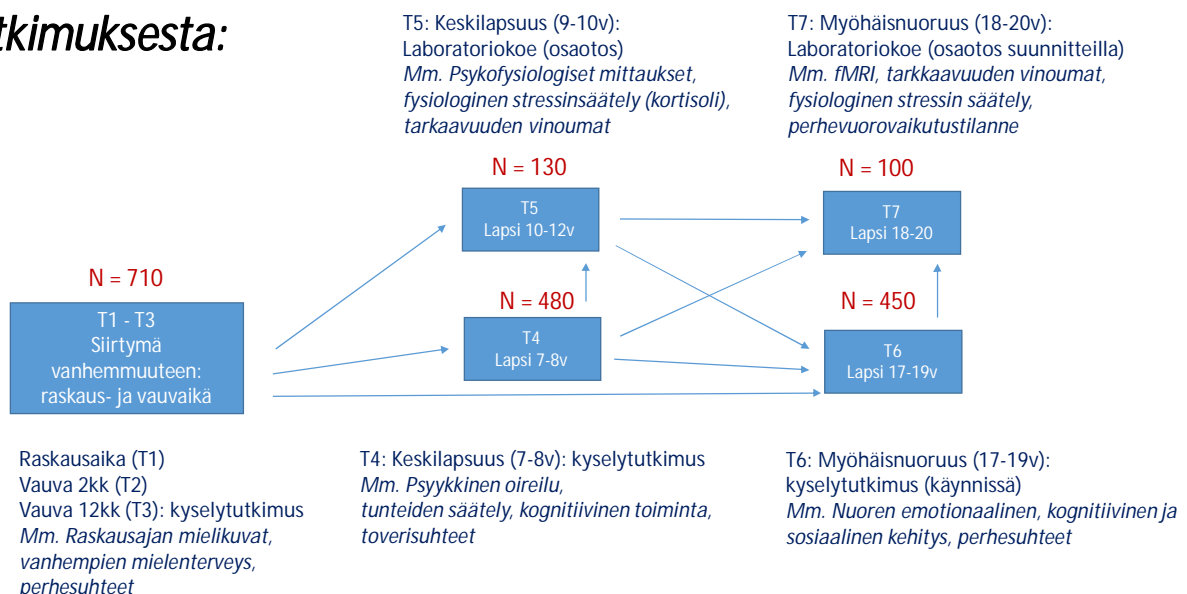 tkimuksesta:
T5: Keskilapsuus (9-10v):
Laboratoriokoe (osaotos)
Mm. Psykofysiologiset mittaukset,
fysiologinen stressinsäätely (kortisoli),
tarkaavuuden vinoumat
T7: Myöhäisnuoruus (18-20v):
Laboratoriokoe (osaotos suunnitteilla)
Mm. fMRI, tarkkaavuuden vinoumat,
fysiologinen stressin säätely,
perhevuorovaikutustilanne
N = 130
T5
Lapsi 10-12v
N = 100
T7
Lapsi 18-20
N = 710
T1 - T3
Siirtymä
vanhemmuuteen:
raskaus- ja vauvaikä
N = 480
T4
Lapsi 7-8v
N = 450
T6
Lapsi 17-19v
Raskausaika (T1)
Vauva 2kk (T2)
Vauva 12kk (T3): kyselytutkimus
Mm. Raskausajan mielikuvat,
vanhempien mielenterveys,
perhesuhteet
T4: Keskilapsuus (7-8v): kyselytutkimus
Mm. Psyykkinen oireilu,
tunteiden säätely, kognitiivinen toiminta,
toverisuhteet
T6: Myöhäisnuoruus (17-19v):
kyselytutkimus (käynnissä)
Mm. Nuoren emotionaalinen, kognitiivinen ja
sosiaalinen kehitys, perhesuhteet